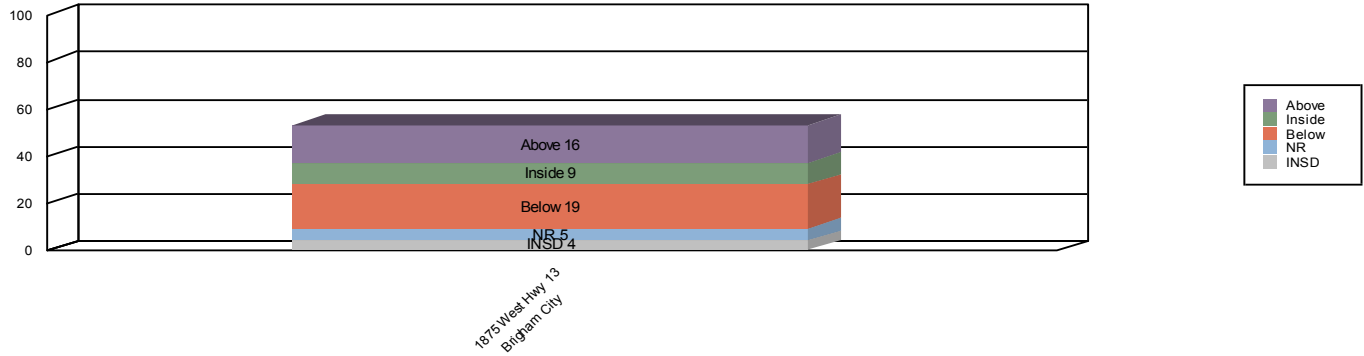 100
80
60
40
20
0
Above 16
Inside 9
Below 19
NR 5
INSD 4
1875 West Hwy 13
Brigham City
Above
Inside
Below
NR
INSD